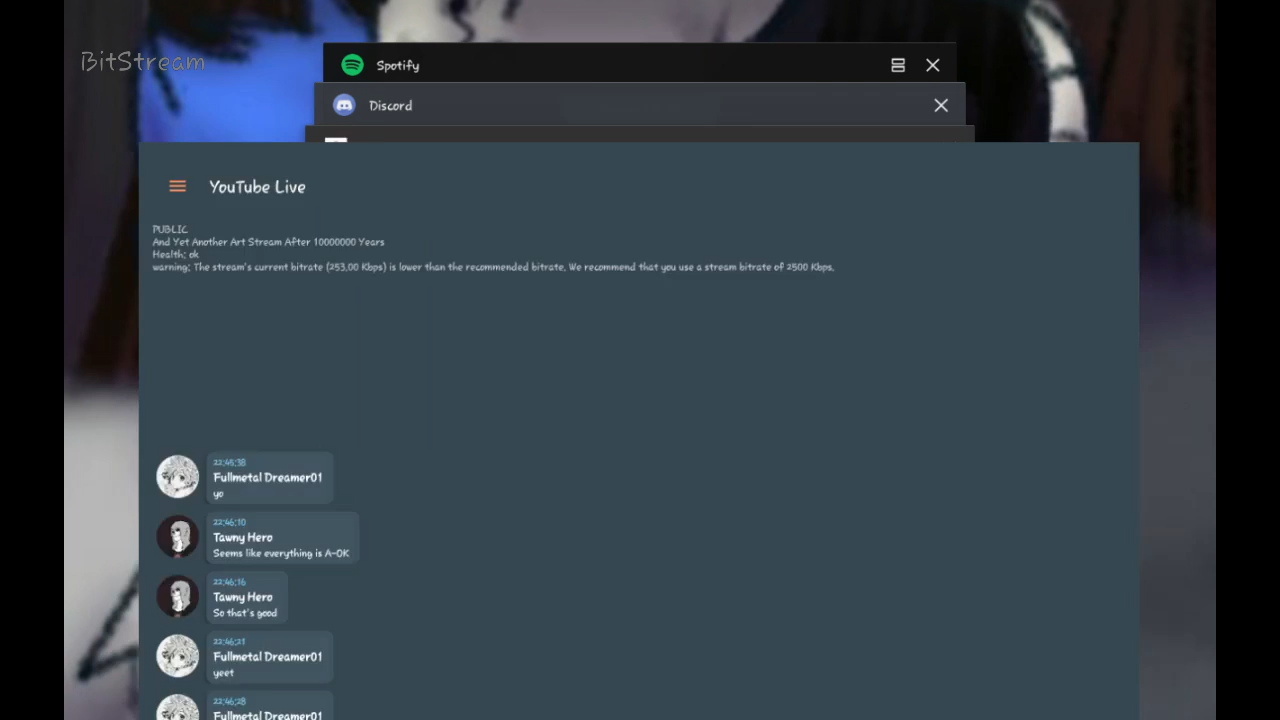 BitStream
Spotify
Discord
YouTube Live
PUBLIC
And Yet Another Art Stream After 10000000 Years
Health: ok
warning: The stream's current bitrate (253.00 Kbps) is lower than the recommended bitrate. We recommend that you use a stream bitrate of 2500 Kbps.
22:45:38
Fullmetal Dreamer01
yo
22:46:10
Tawny Hero
Seems like everything is A-OK
22:46:16
Tawny Hero
So that's good
22:46:21
Fullmetal Dreamer01
yeet
22:46:28
Fullmetal Dreamer01